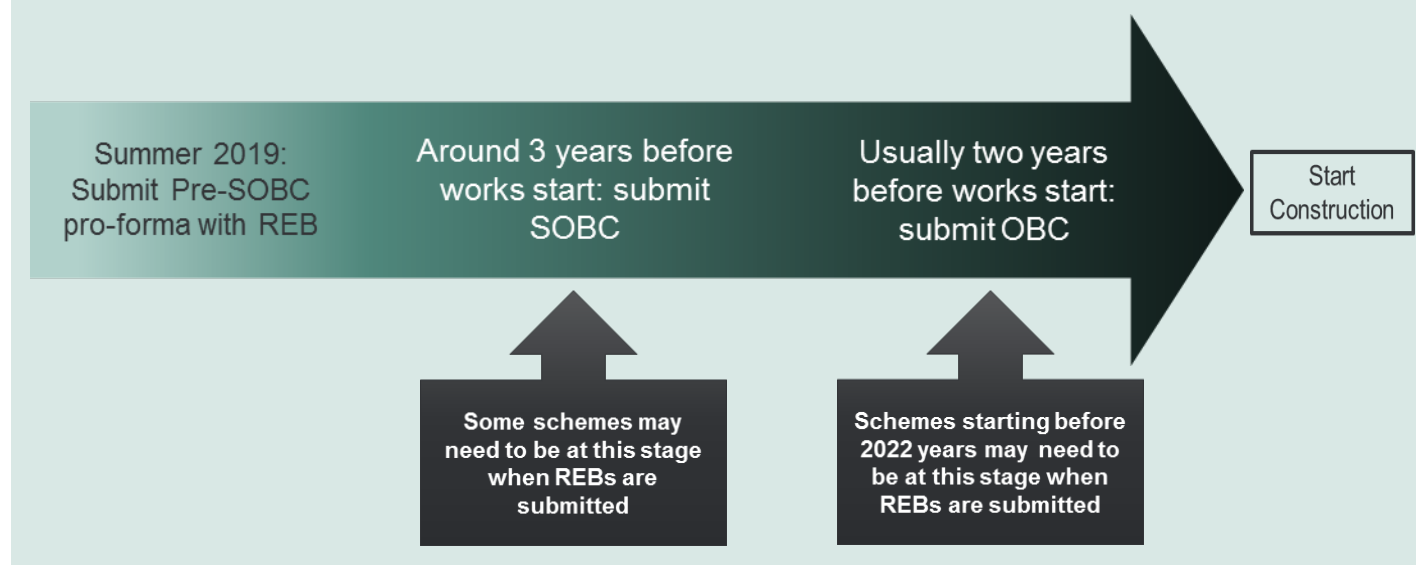 Summer 2019:
Submit Pre-SOBC
pro-forma with REB
Around 3 years before
works start: submit
SOBC
Usually two years
before works start:
submit OBC
Start
Construction
Some schemes may
need to be at this stage
when REBs are
submitted
Schemes starting before
2022 years may need to
be at this stage when
REBs are submitted